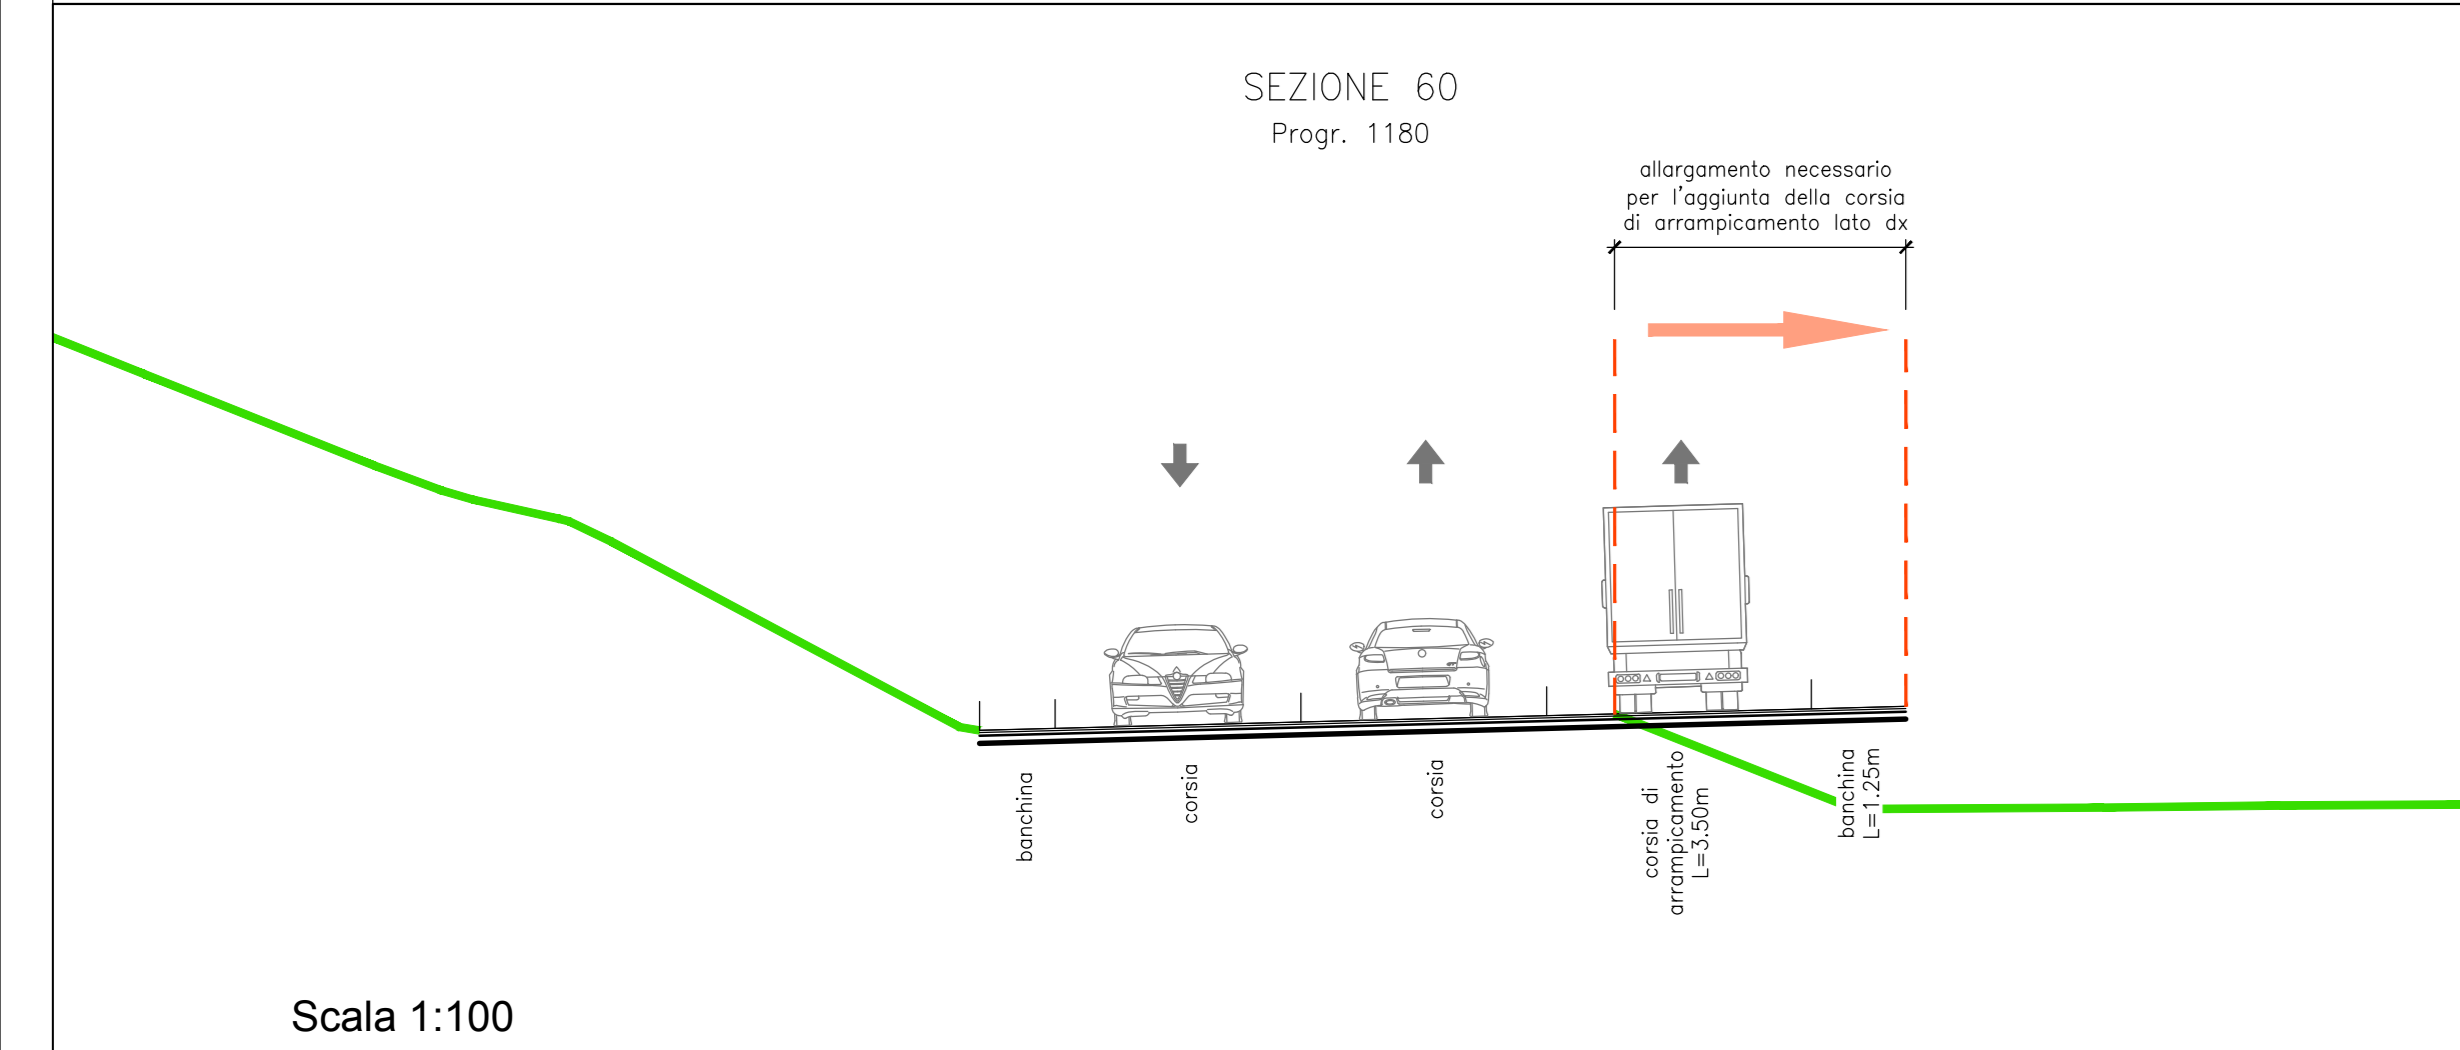 SEZIONE 60
Progr. 1180
allargamento necessario
per l'aggiunta della corsia
di arrampicamento lato dx
banchina
corsia
corsia
corsia di
arrampicamento
L=3.50m
banchina
L=1.25m
Scala 1:100